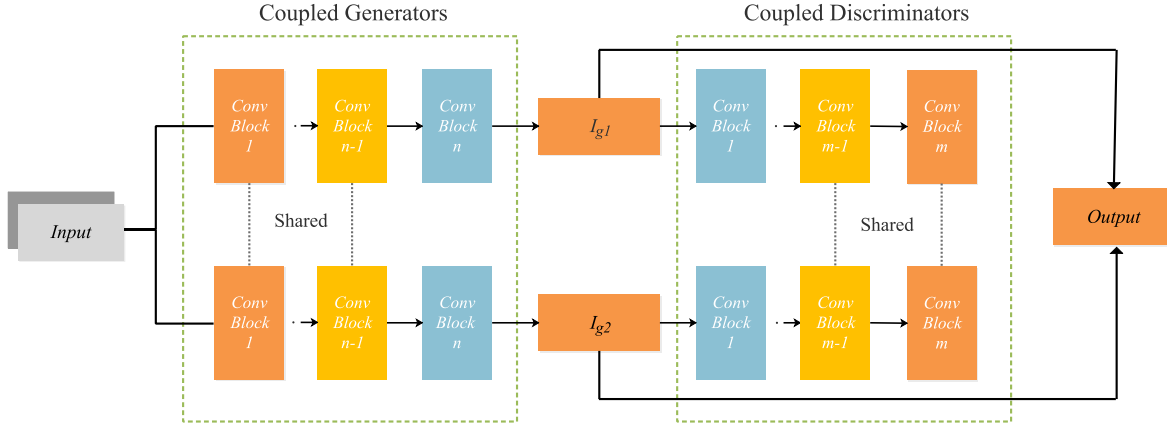 Coupled Generators
Coupled Discriminators
Conv
Block
1
Conv
Block
n-1
Conv
Block
n
I_g1
Conv
Block
1
Conv
Block
m-1
Conv
Block
m
Input
Shared
Shared
Output
Conv
Block
1
Conv
Block
n-1
Conv
Block
n
I_g2
Conv
Block
1
Conv
Block
m-1
Conv
Block
m